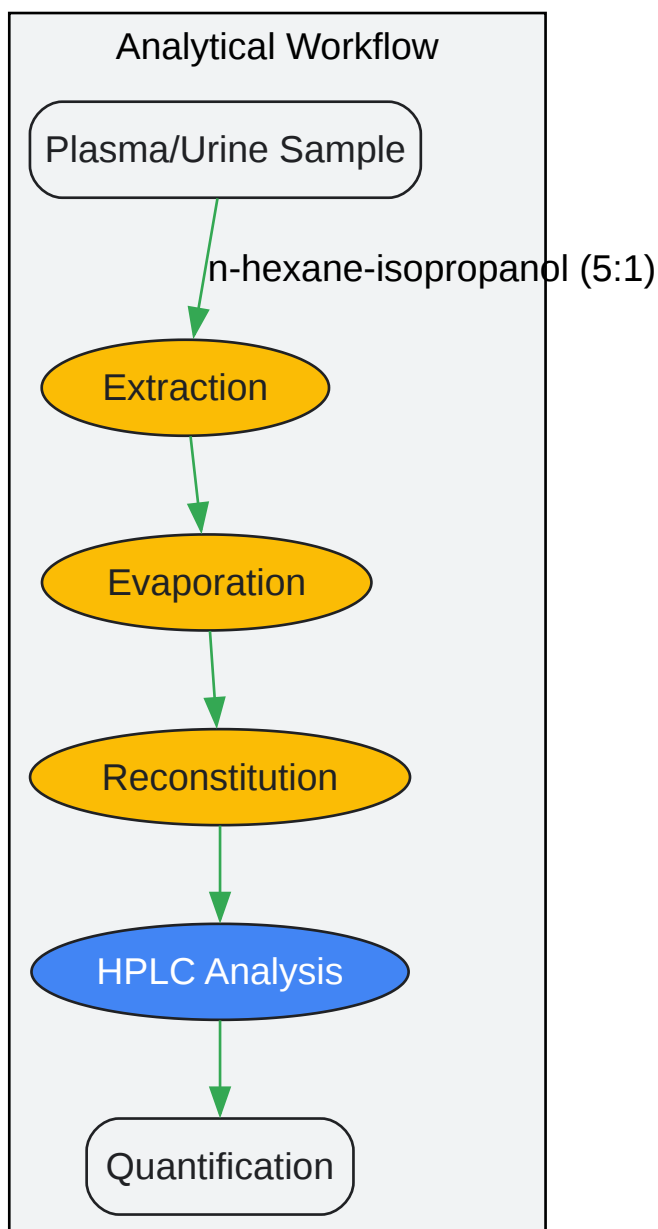 Analytical Workflow
Plasma/Urine Sample
n-hexane-isopropanol (5:1)
Extraction
Evaporation
Reconstitution
HPLC Analysis
Quantification